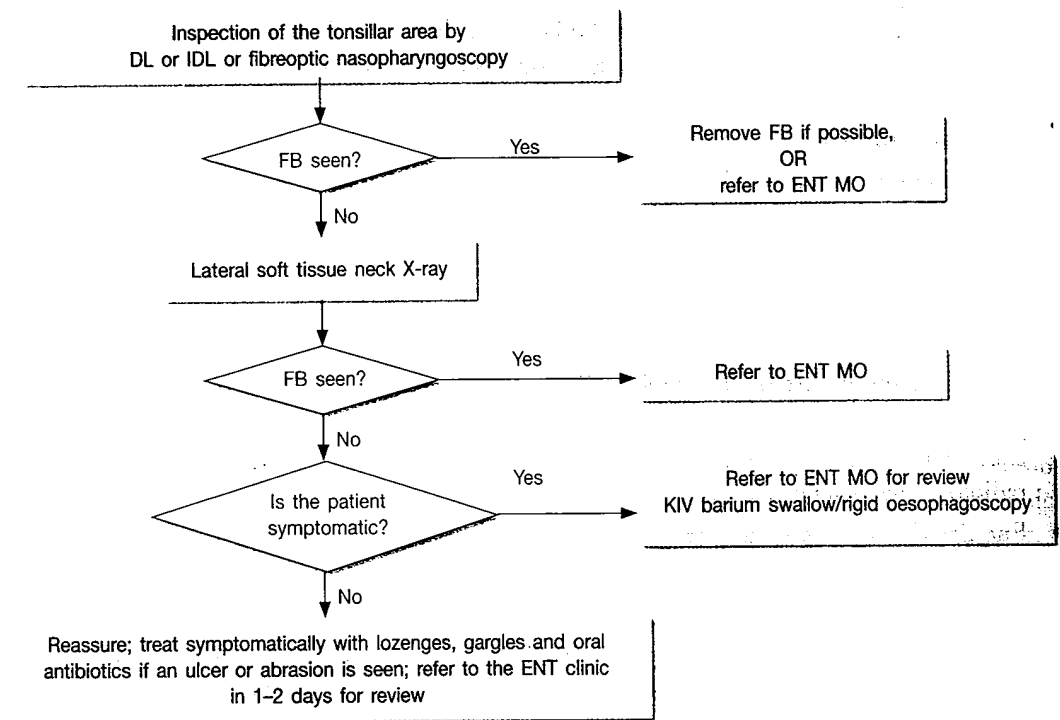 Inspection of the tonsillar area by
DL or IDL or fibreoptic nasopharyngoscopy
FB seen?
Yes
Remove FB if possible,
OR
refer to ENT MO
No
Lateral soft tissue neck X-ray
FB seen?
Yes
Refer to ENT MO
No
Is the patient
symptomatic?
Yes
Refer to ENT MO for review
KIV barium swallow/rigid oesophagoscopy
No
Reassure; treat symptomatically with lozenges, gargles and oral
antibiotics if an ulcer or abrasion is seen; refer to the ENT clinic
in 1–2 days for review